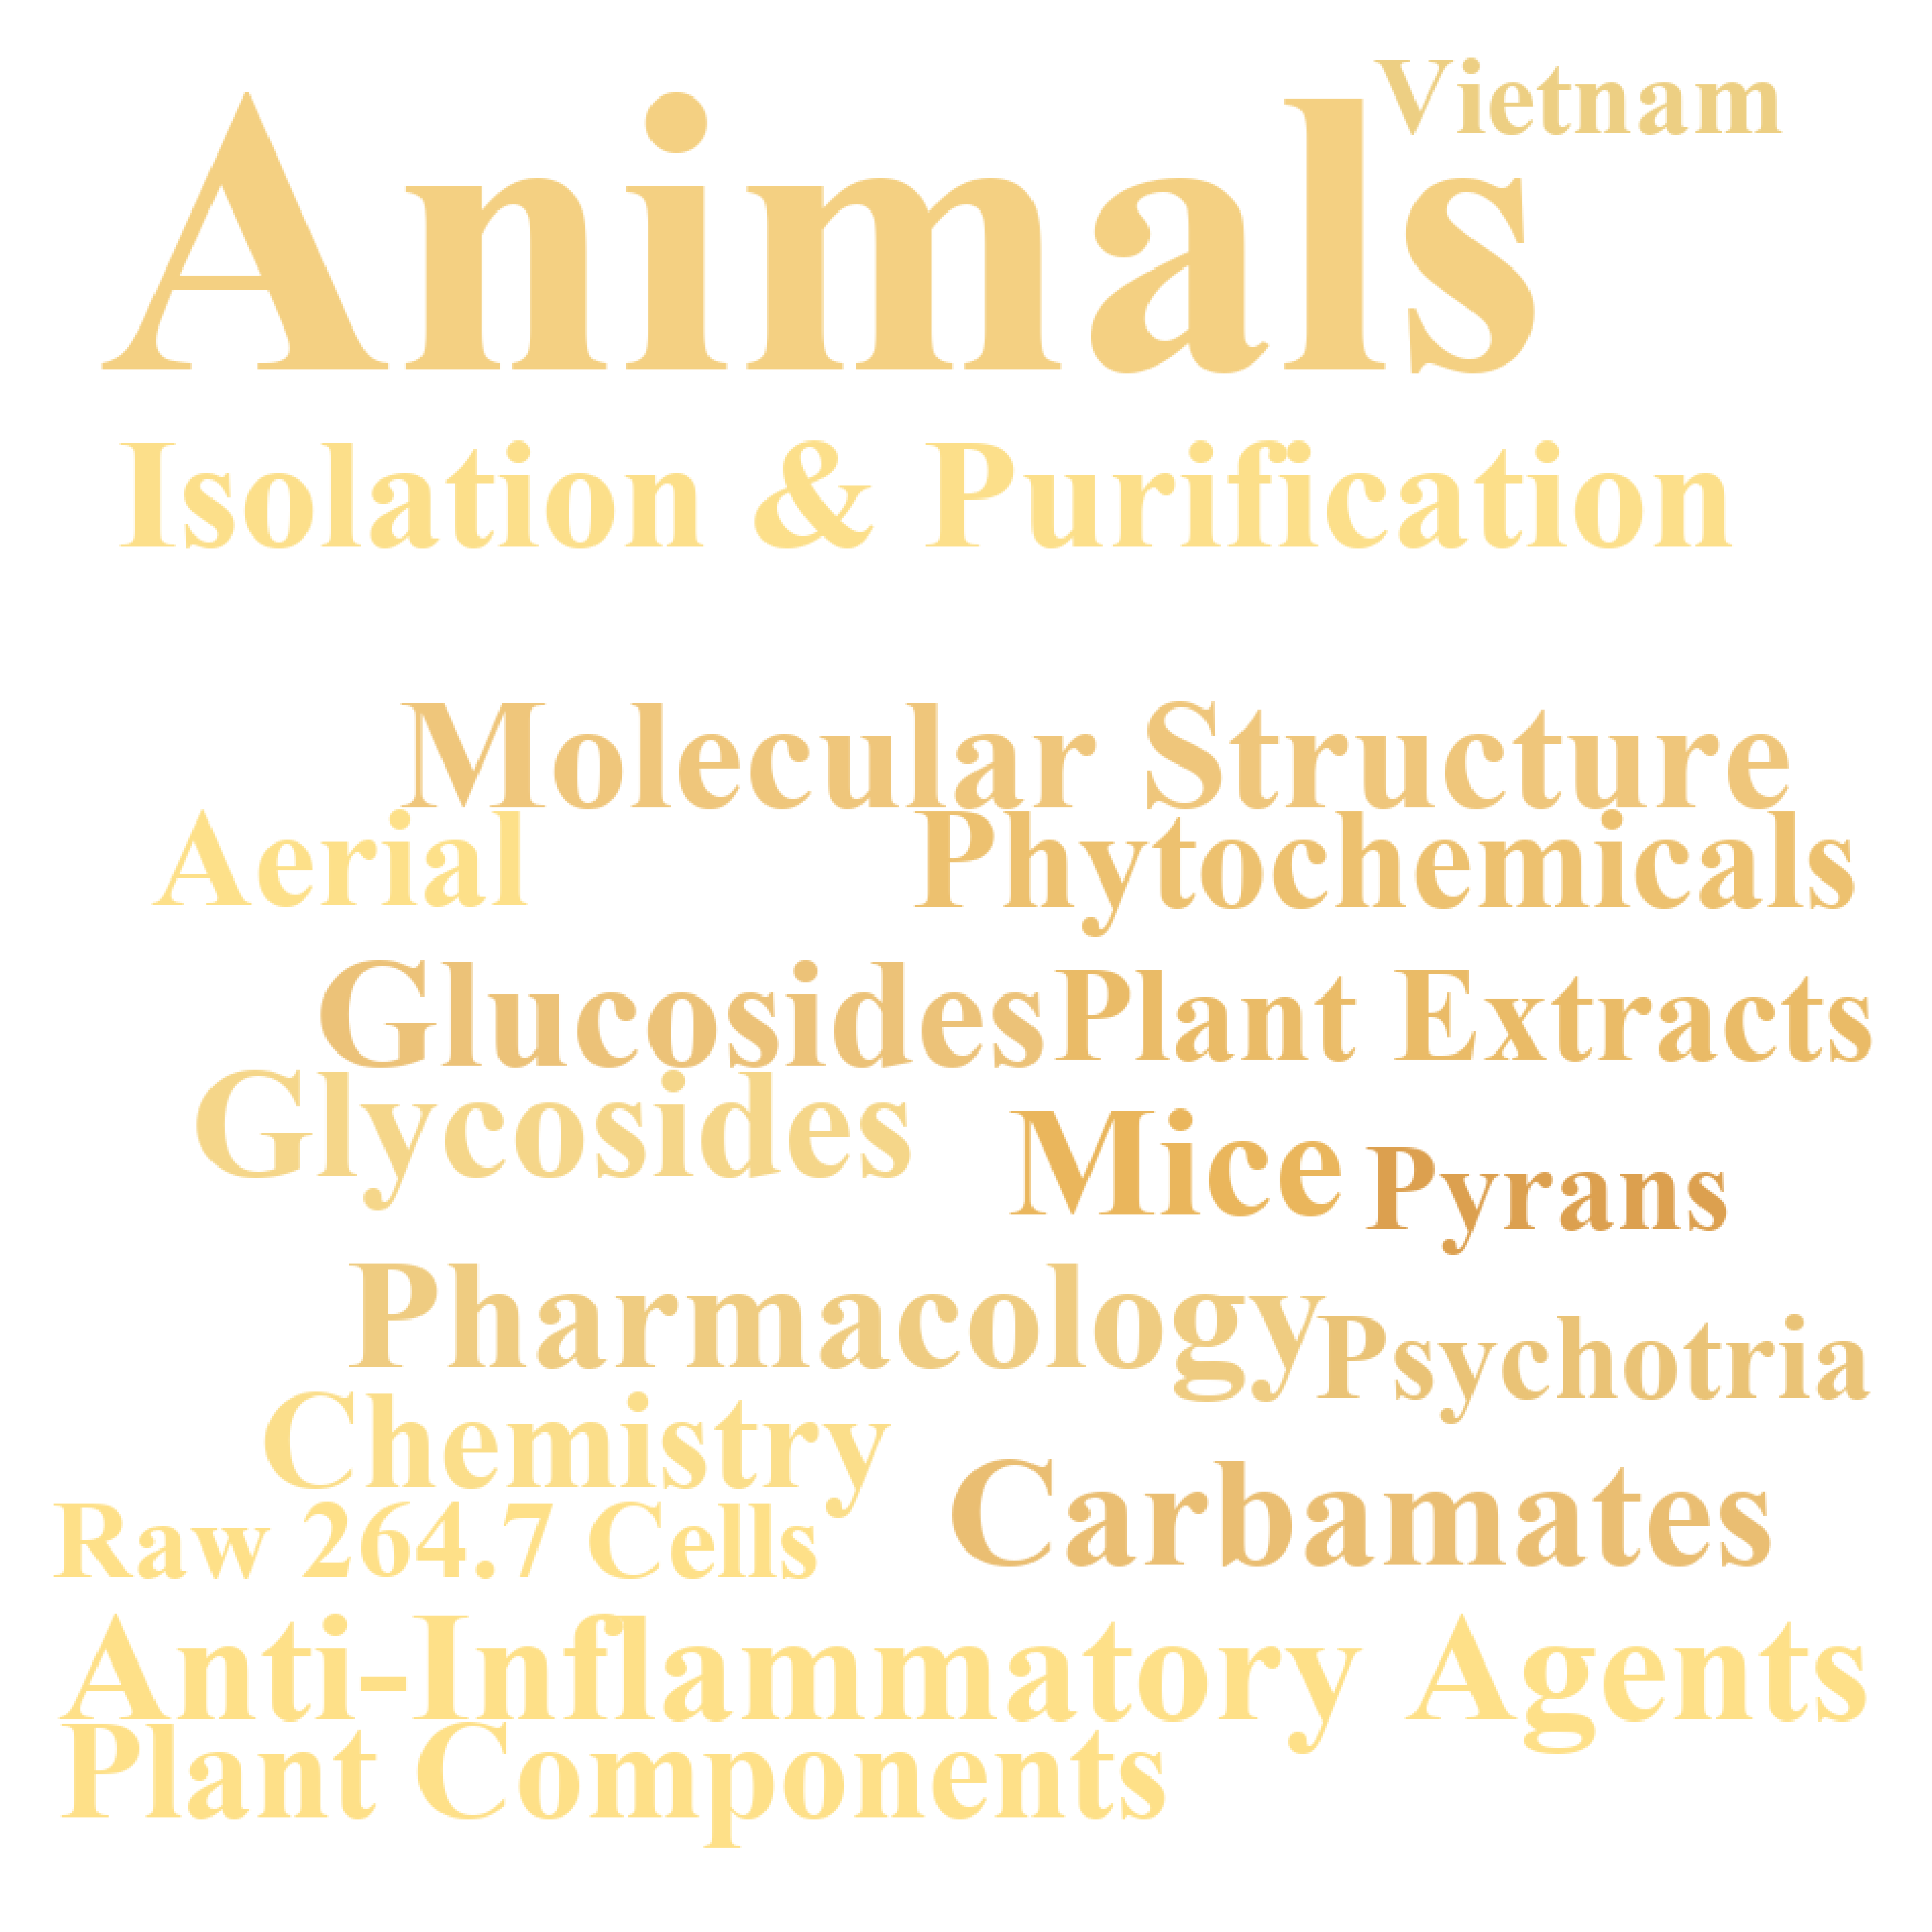 Vietnam
Animals
Isolation & Purification
Molecular Structure
Aerial
Phytochemicals
Glucosides
Plant Extracts
Glycosides
Mice
Pyrans
Pharmacology
Psychotria
Chemistry
Carbamates
Raw 264.7 Cells
Anti-Inflammatory Agents
Plant Components